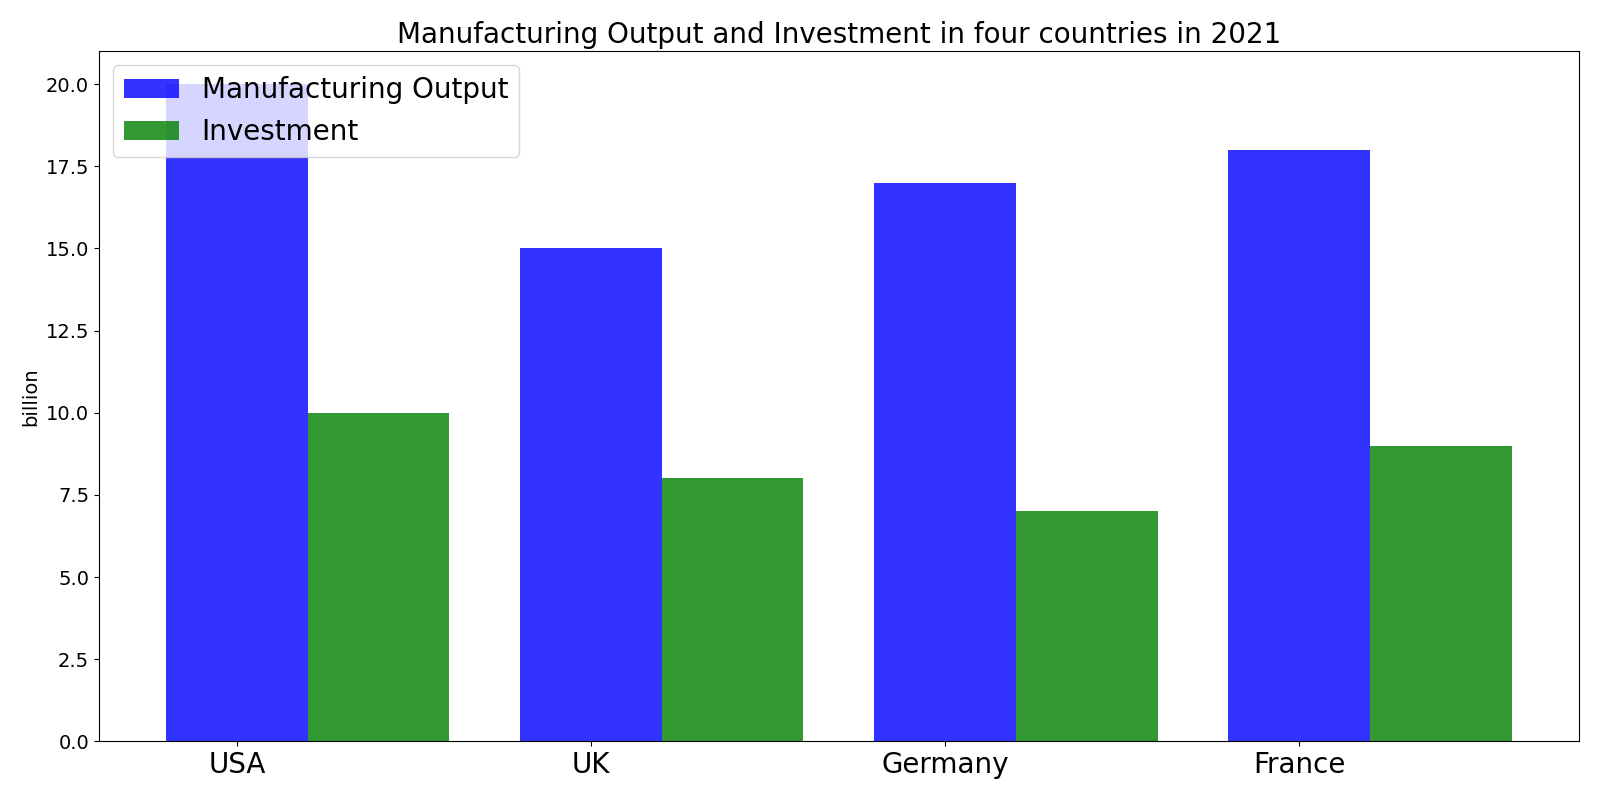 Manufacturing Output and Investment in four countries in 2021
Manufacturing Output
Investment
billion
20.0
17.5
15.0
12.5
10.0
7.5
5.0
2.5
0.0
USA UK Germany France